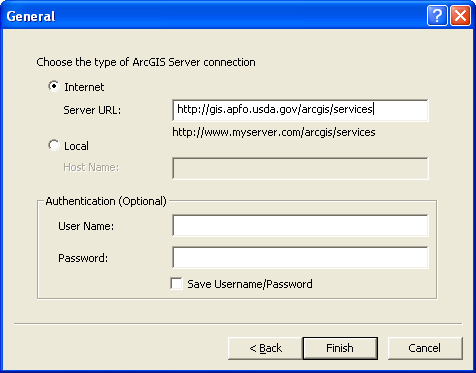 General
Choose the type of ArcGIS Server connection
Internet
Server URL: http://gis.apfo.usda.gov/arcgis/services
http://www.myserver.com/arcgis/services
Local
Host Name:
Authentication (Optional)
User Name:
Password:
Save Username/Password
< Back Finish Cancel